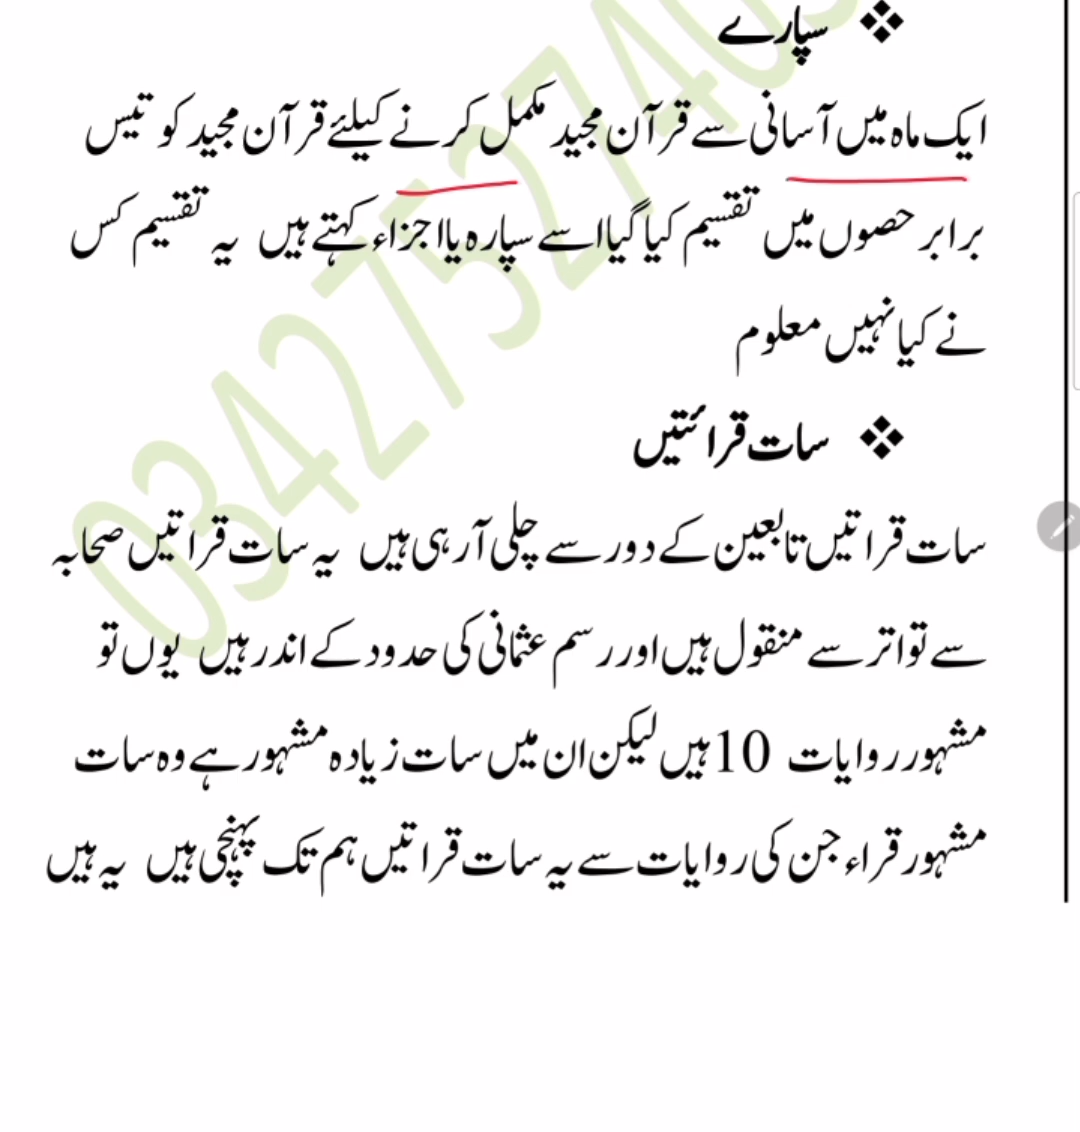 ❖ سپارے
ایک ماہ میں آسانی سے قرآن مجید مکمل کرنے کیلئے قرآن مجید کو تیس
برابر حصوں میں تقسیم کیا گیا اسے سپارہ یا اجزاء کہتے ہیں یہ تقسیم کس
نے کیا نہیں معلوم
❖ سات قرائتیں
سات قراتیں تابعین کے دور سے چلی آرہی ہیں یہ سات قراتیں صحابہ
سے تواتر سے منقول ہیں اور رسم عثمانی کی حدود کے اندر ہیں یوں تو
مشہور روایات 10 ہیں لیکن ان میں سات زیادہ مشہور ہے وہ سات
مشہور قراء جن کی روایات سے یہ سات قراتیں ہم تک پہنچی ہیں یہ ہیں